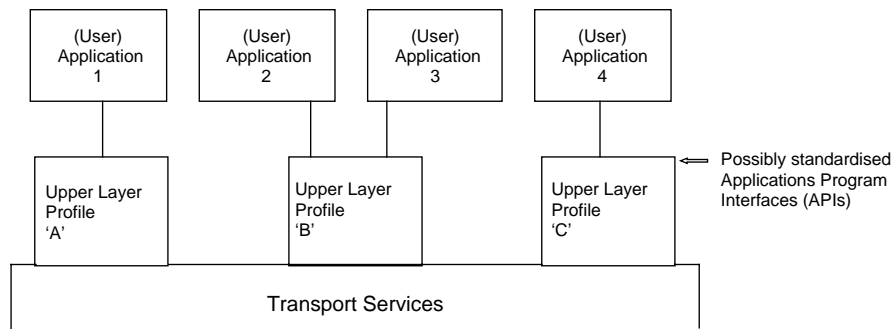 (User)
Application
1
(User)
Application
2
(User)
Application
3
(User)
Application
4
Upper Layer
Profile
‘A’
Upper Layer
Profile
‘B’
Upper Layer
Profile
‘C’
Possibly standardised
Applications Program
Interfaces (APIs)
Transport Services